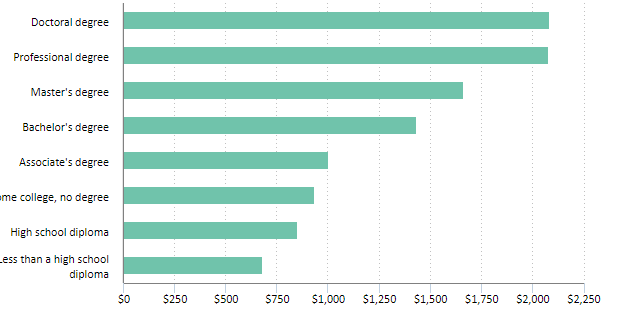 Doctoral degree
Professional degree
Master's degree
Bachelor's degree
Associate's degree
ome college, no degree
High school diploma
Less than a high school
diploma
$0 $250 $500 $750 $1,000 $1,250 $1,500 $1,750 $2,000 $2,250